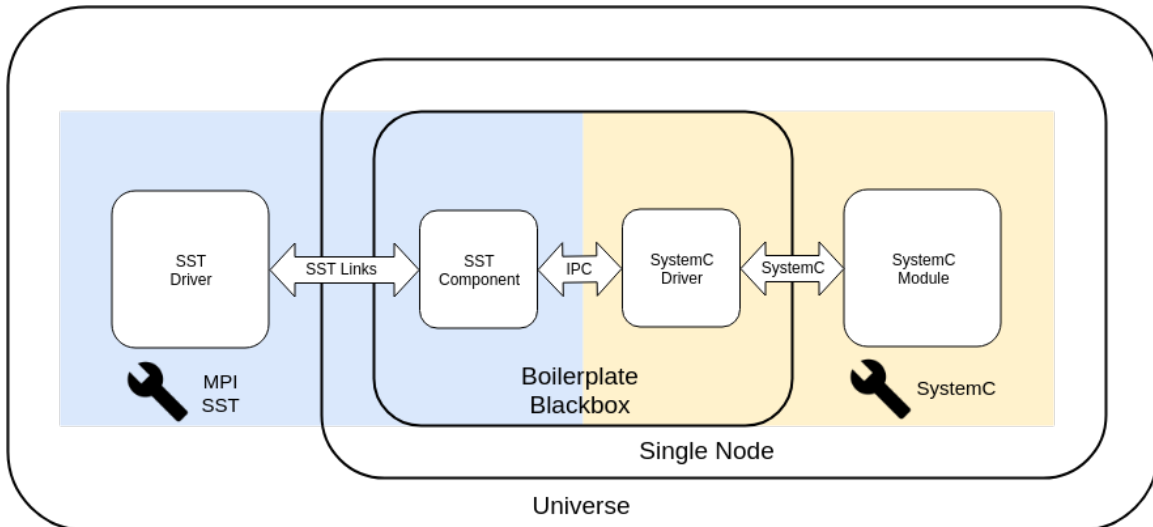 SST
Driver
SST Links
SST
Component
IPC
SystemC
Driver
SystemC
SystemC
Module
MPI
SST
Boilerplate
Blackbox
SystemC
Single Node
Universe